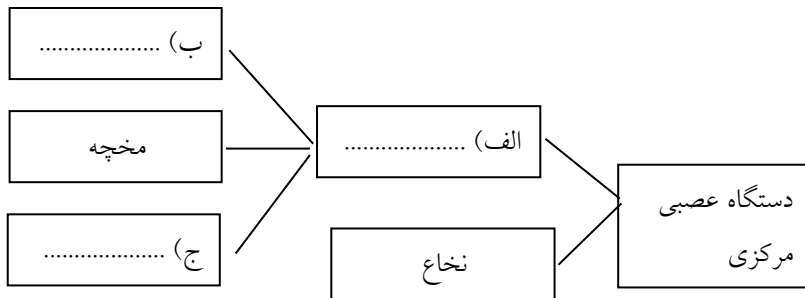 ب) ....................
مخچه
ج) ....................
الف) ....................
نخاع
دستگاه عصبی
مرکزی